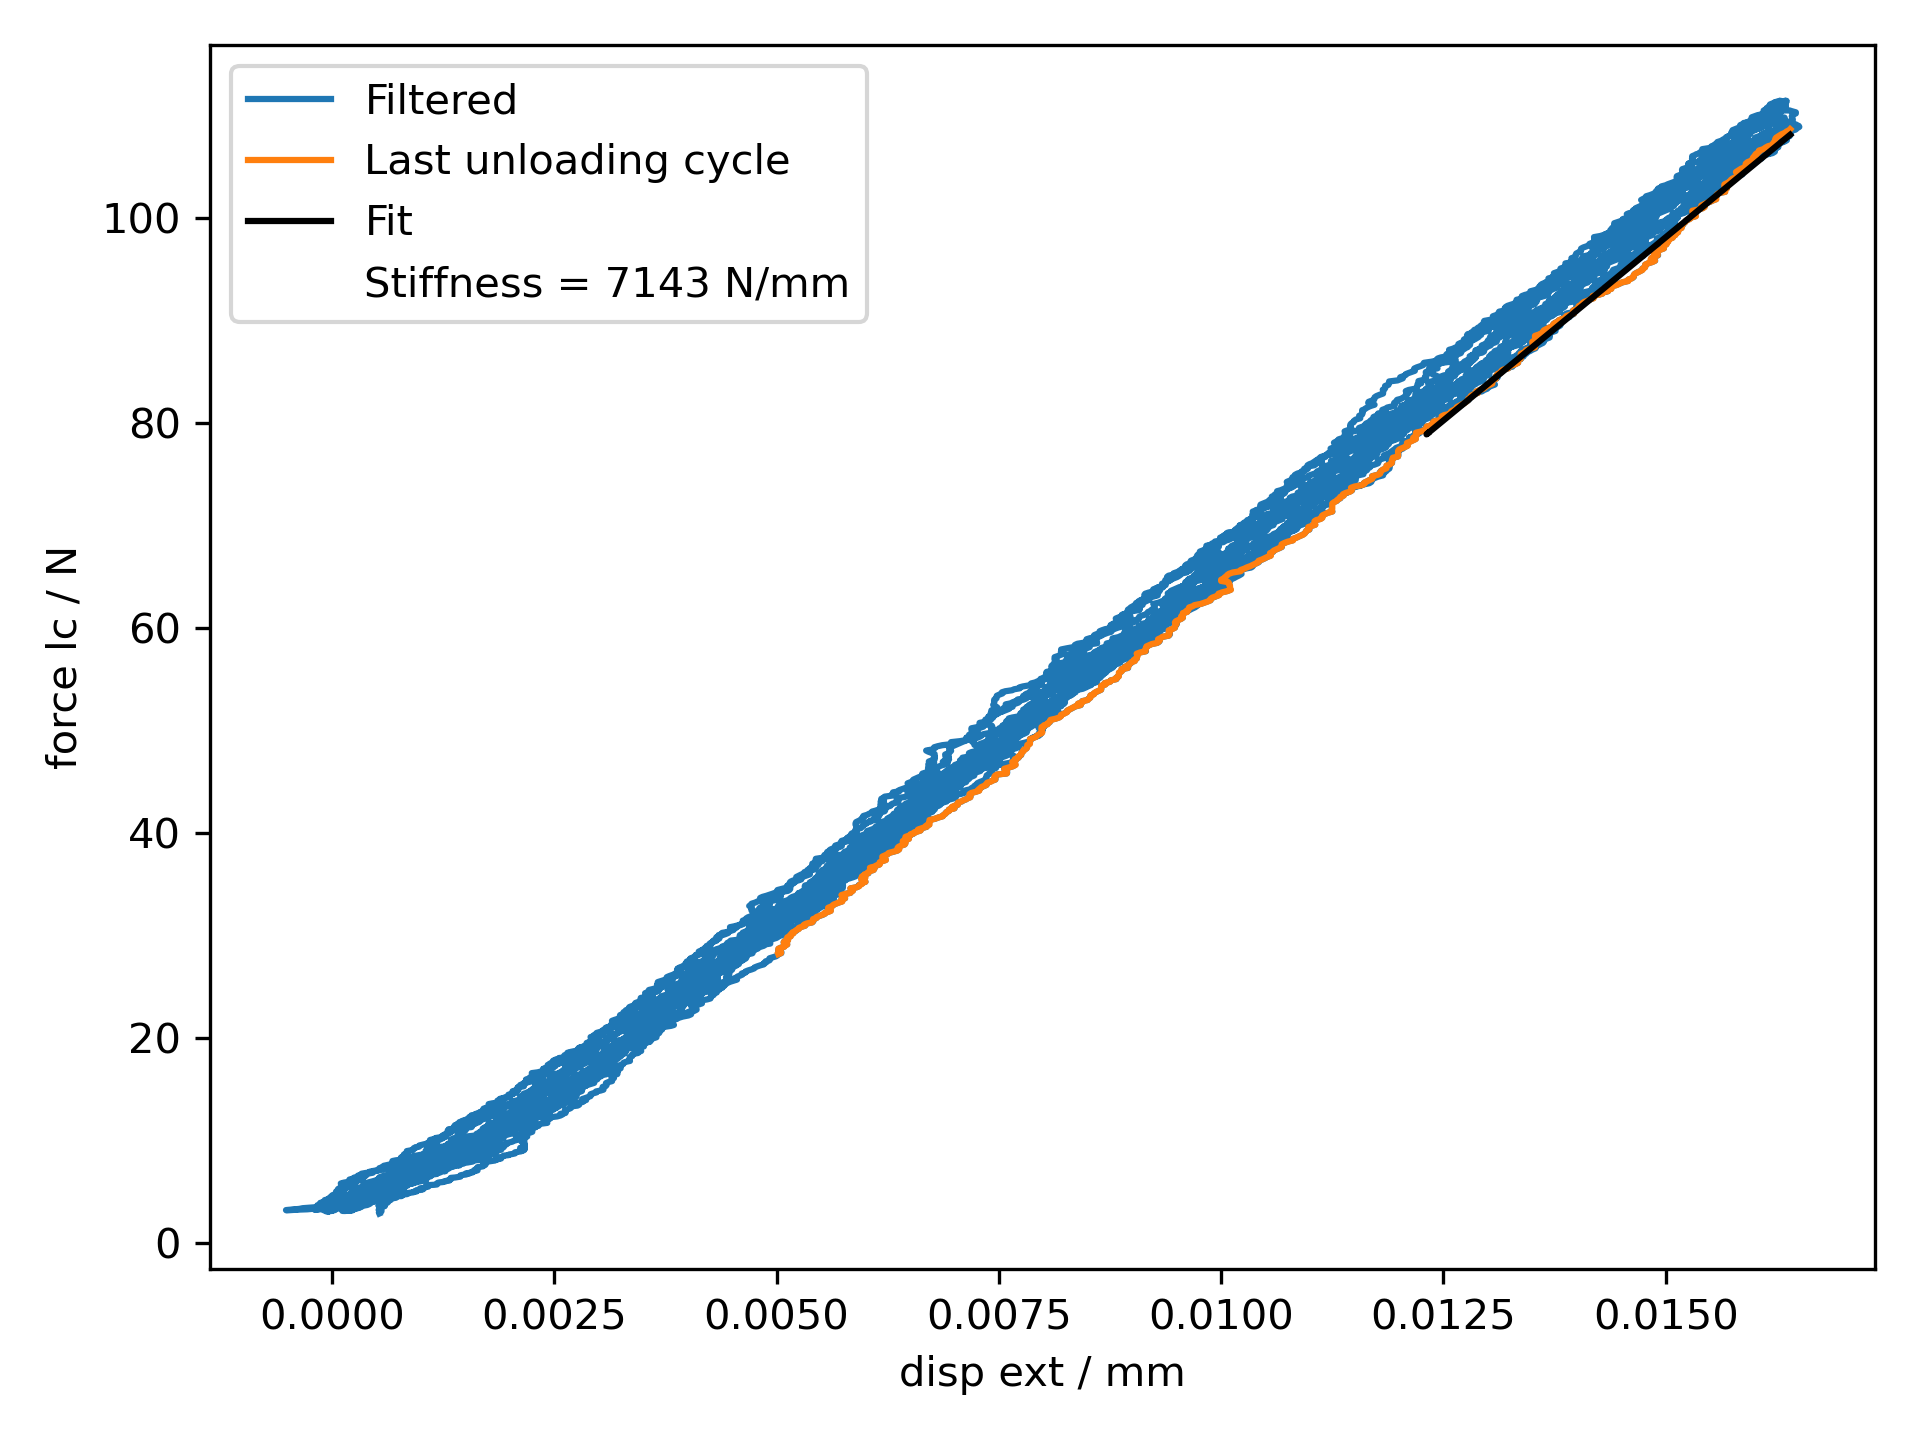 Filtered
Last unloading cycle
Fit
Stiffness = 7143 N/mm
100
80
60
40
20
0
force lc / N
0.0000 0.0025 0.0050 0.0075 0.0100 0.0125 0.0150
disp ext / mm